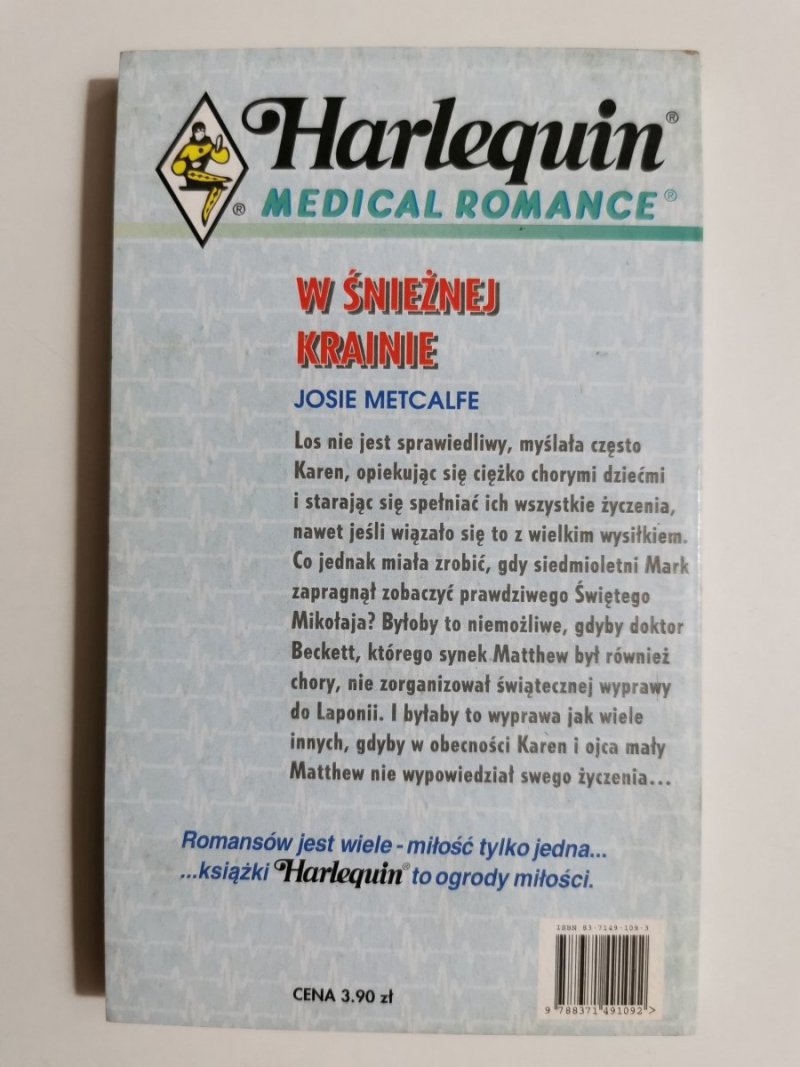 Harlequin®
® MEDICAL ROMANCE®
W ŚNIEŻNEJ
KRAINIE
JOSIE METCALFE
Los nie jest sprawiedliwy, myślała często
Karen, opiekując się ciężko chorymi dziećmi
i starając się spełniać ich wszystkie życzenia,
nawet jeśli wiązało się to z wielkim wysiłkiem.
Co jednak miała zrobić, gdy siedmioletni Mark
zapragnął zobaczyć prawdziwego Świętego
Mikołaja? Byłoby to niemożliwe, gdyby doktor
Beckett, którego synek Matthew był również
chory, nie zorganizował świątecznej wyprawy
do Laponii. I byłaby to wyprawa jak wiele
innych, gdyby w obecności Karen i ojca mały
Matthew nie wypowiedział swego życzenia...
Romansów jest wiele - miłość tylko jedna...
...książki Harlequin® to ogrody miłości.
ISBN 83-7149-109-3
9 788371 491092 >
CENA 3.90 zł